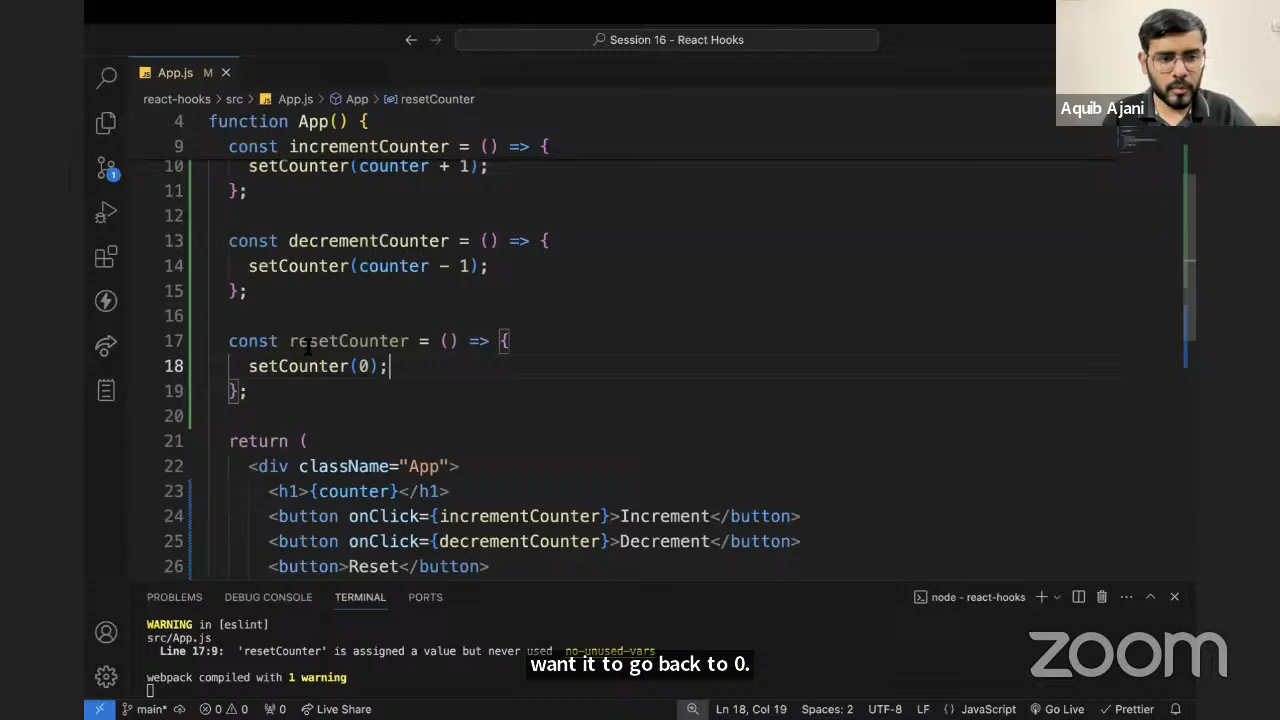 Session 16 - React Hooks
Aquib Ajani
App.js M
react-hooks > src > App.js > App > resetCounter
4 function App() {
9 const incrementCounter = () => {
10 setCounter(counter + 1);
11 };
12
13 const decrementCounter = () => {
14 setCounter(counter - 1);
15 };
16
17 const resetCounter = () => {
18 setCounter(0);
19 };
20
21 return (
22 <div className="App">
23 <h1>{counter}</h1>
24 <button onClick={incrementCounter}>Increment</button>
25 <button onClick={decrementCounter}>Decrement</button>
26 <button>Reset</button>
1
PROBLEMS DEBUG CONSOLE TERMINAL PORTS node - react-hooks
WARNING in [eslint]
src/App.js
Line 17:9: 'resetCounter' is assigned a value but never used no-unused-vars
want it to go back to 0.
webpack compiled with 1 warning
zoom
main* 0 0 0 Live Share Ln 18, Col 19 Spaces: 2 UTF-8 LF {} JavaScript Go Live Prettier